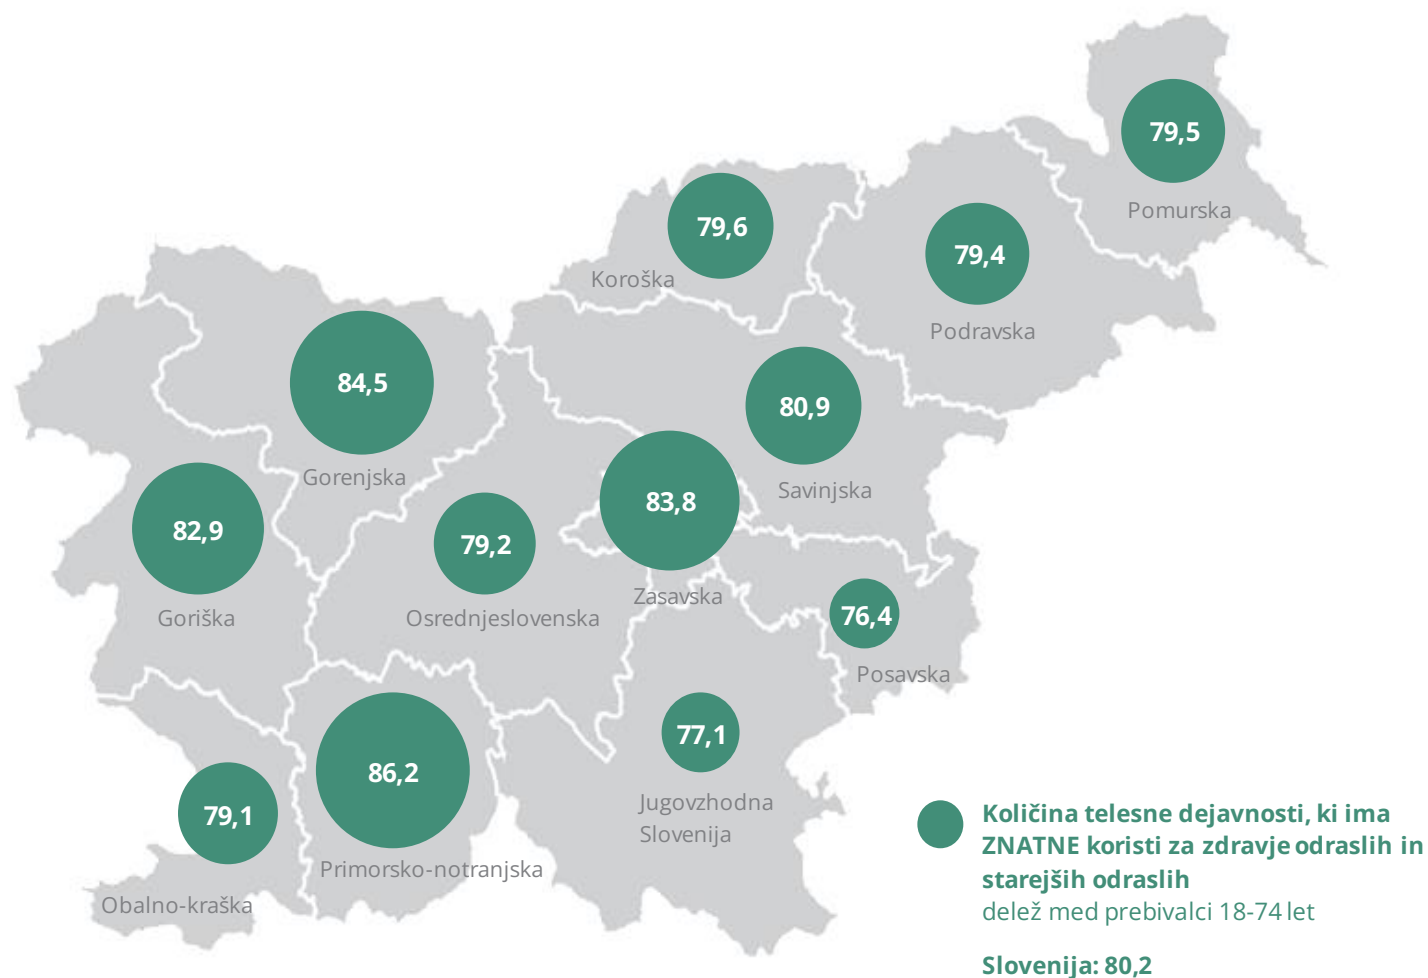 79,5
Pomurska
79,6
Koroška
79,4
Podravska
84,5
Gorenjska
80,9
Savinjska
83,8
Zasavska
82,9
Goriška
79,2
Osrednjeslovenska
76,4
Posavska
77,1
Jugovzhodna
Slovenija
86,2
Primorsko-notranjska
79,1
Obalno-kraška
Količina telesne dejavnosti, ki ima
ZNATNE koristi za zdravje odraslih in
starejših odraslih
delež med prebivalci 18-74 let
Slovenija: 80,2